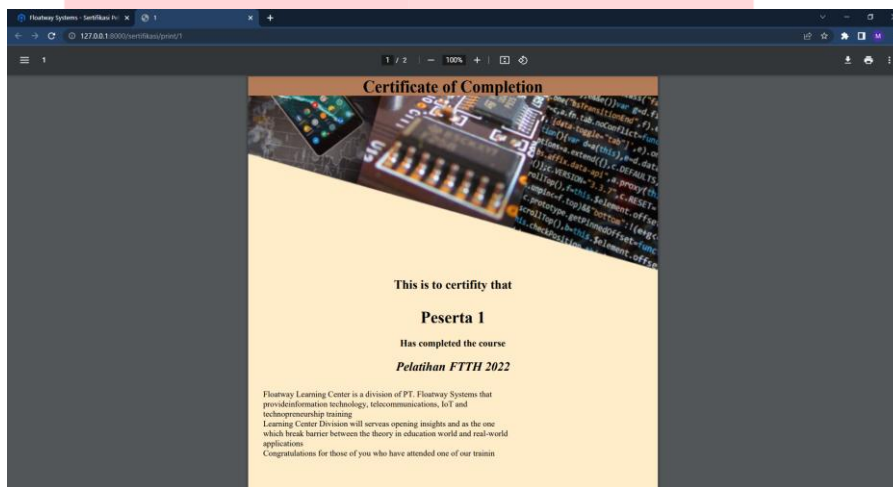 Floatway Systems - Sertifikasi Pel
1
127.0.0.1:8000/sertifikasi/print/1
M
1
1 / 2
100%
Certificate of Completion
This is to certifity that
Peserta 1
Has completed the course
Pelatihan FTTH 2022
Floatway Learning Center is a division of PT. Floatway Systems that
provideinformation technology, telecommunications, IoT and
technopreneurship training
Learning Center Division will serveas opening insights and as the one
which break barrier between the theory in education world and real-world
applications
Congratulations for those of you who have attended one of our trainin